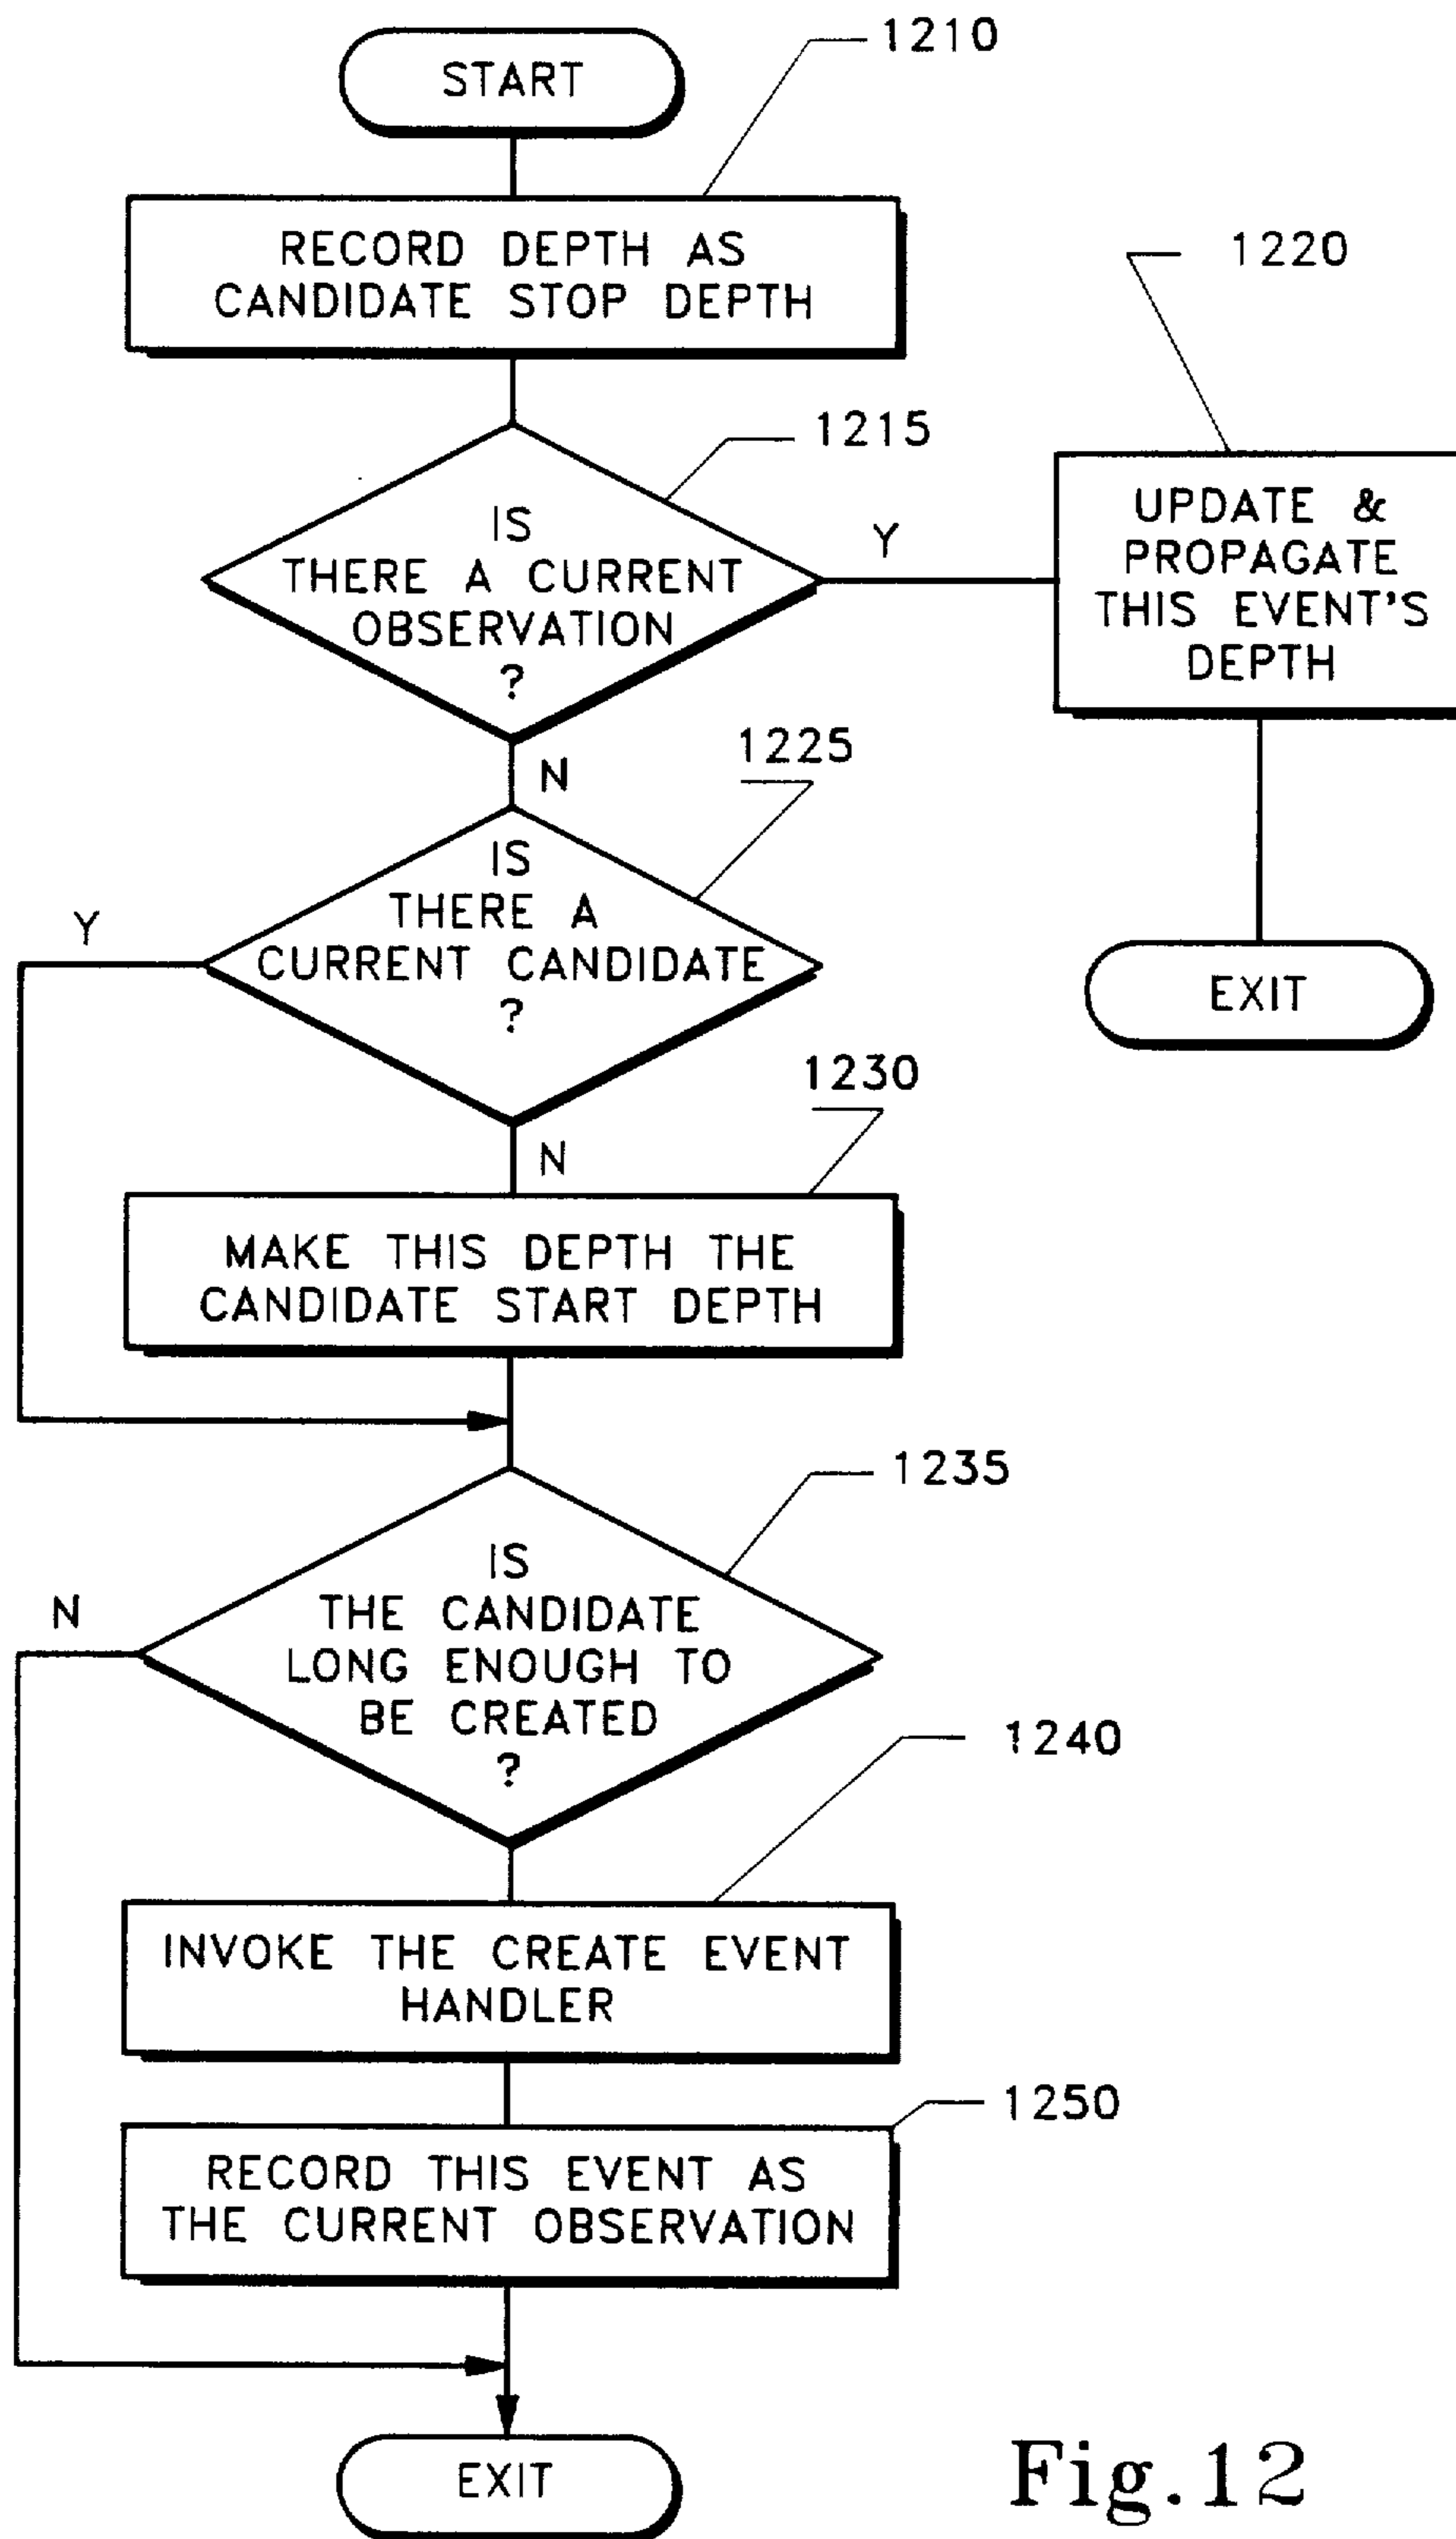 START
1210
RECORD DEPTH AS
CANDIDATE STOP DEPTH
1220
1215
IS
THERE A CURRENT
OBSERVATION
?
Y
UPDATE &
PROPAGATE
THIS EVENT'S
DEPTH
N
1225
IS
THERE A
CURRENT CANDIDATE
?
Y
EXIT
1230
N
MAKE THIS DEPTH THE
CANDIDATE START DEPTH
1235
IS
THE CANDIDATE
LONG ENOUGH TO
BE CREATED
?
N
1240
INVOKE THE CREATE EVENT
HANDLER
1250
RECORD THIS EVENT AS
THE CURRENT OBSERVATION
EXIT
Fig.12